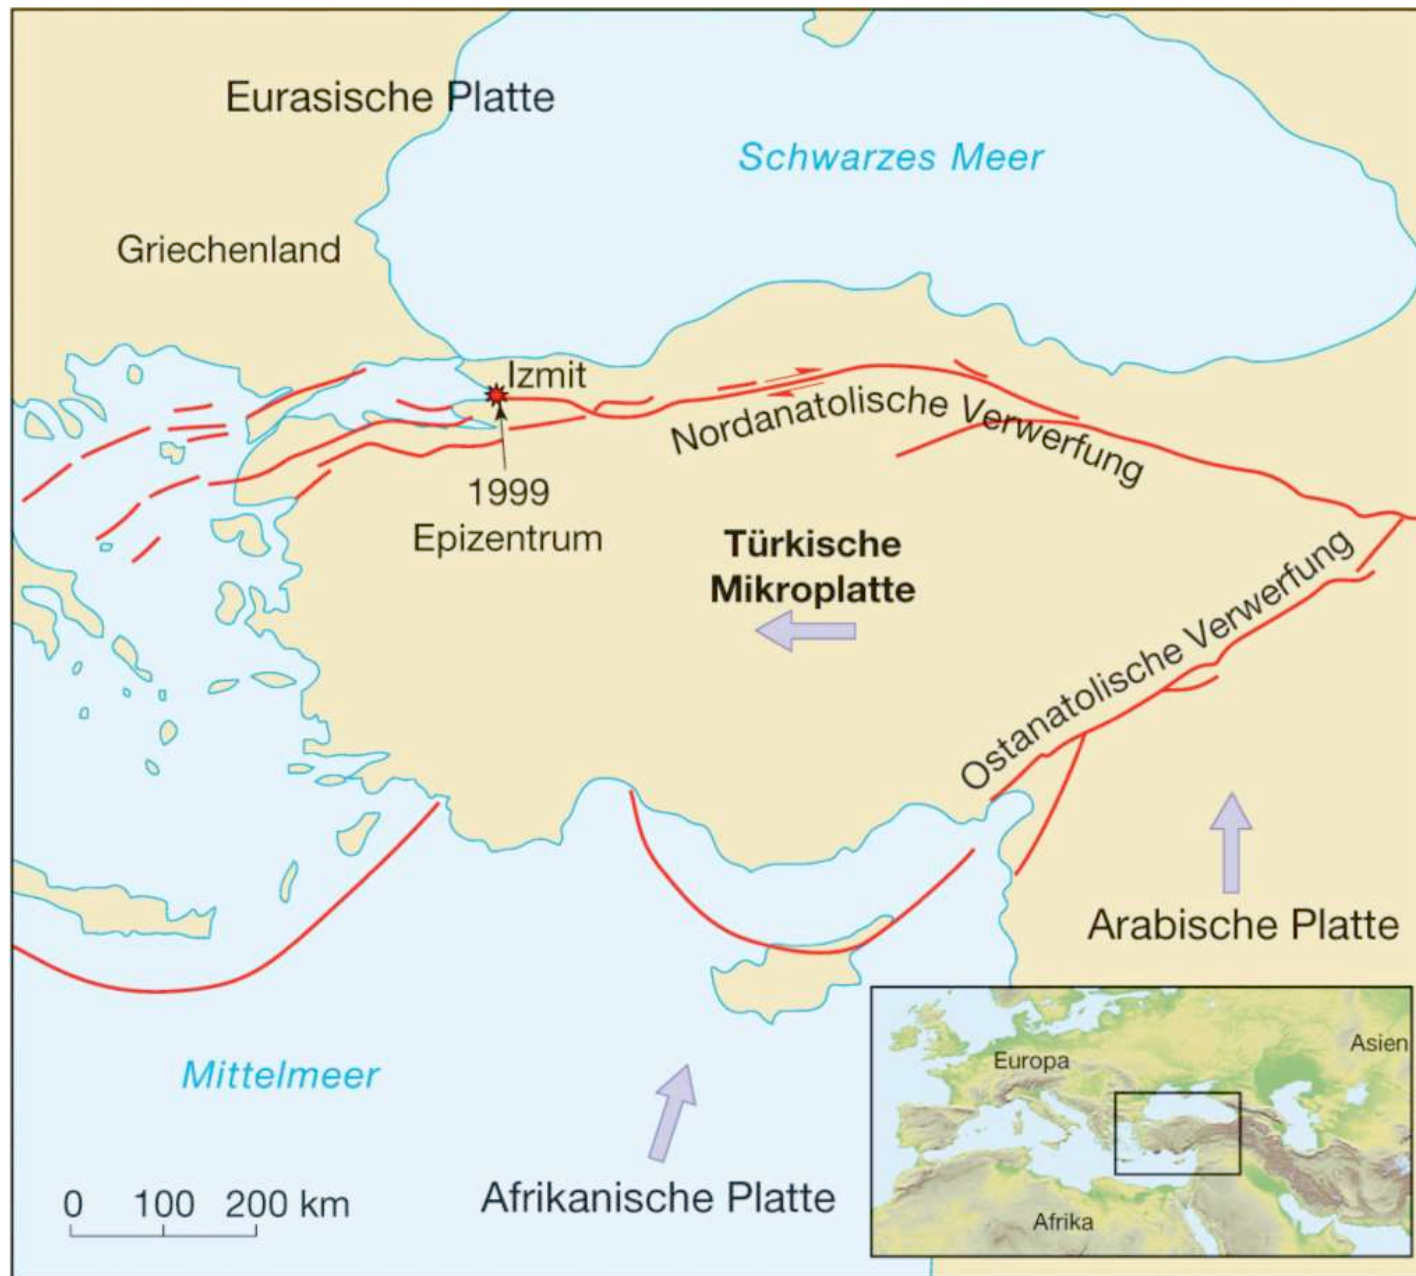 Eurasische Platte
Schwarzes Meer
Griechenland
Izmit
Nordanatolische Verwerfung
1999
Epizentrum
Türkische
Mikroplatte
Ostanatolische Verwerfung
Arabische Platte
Mittelmeer
Afrikanische Platte
0 100 200 km
Europa
Asien
Afrika